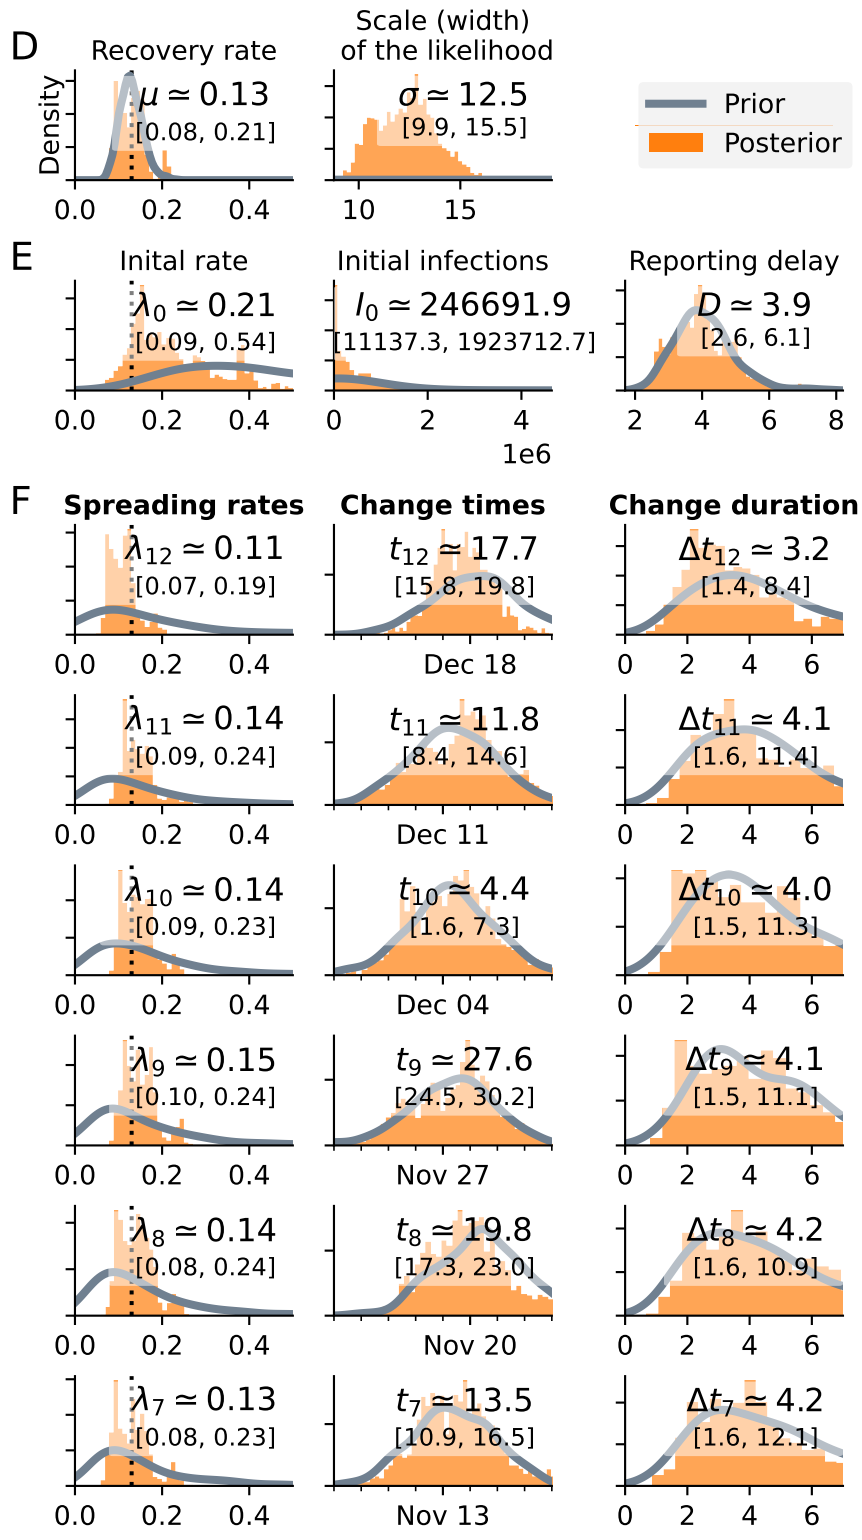 D
Recovery rate
Density
μ ≃ 0.13
[0.08, 0.21]
0.0 0.2 0.4
Scale (width)
of the likelihood
σ ≃ 12.5
[9.9, 15.5]
10 15
Prior
Posterior
E
Inital rate
λ0 ≃ 0.21
[0.09, 0.54]
0.0 0.2 0.4
Initial infections
I0 ≃ 246691.9
[11137.3, 1923712.7]
0 2 4
1e6
Reporting delay
D ≃ 3.9
[2.6, 6.1]
2 4 6 8
F
Spreading rates Change times Change duration
λ12 ≃ 0.11 t12 ≃ 17.7 Δt12 ≃ 3.2
[0.07, 0.19] [15.8, 19.8] [1.4, 8.4]
0.0 0.2 0.4 Dec 18 0 2 4 6
λ11 ≃ 0.14 t11 ≃ 11.8 Δt11 ≃ 4.1
[0.09, 0.24] [8.4, 14.6] [1.6, 11.4]
0.0 0.2 0.4 Dec 11 0 2 4 6
λ10 ≃ 0.14 t10 ≃ 4.4 Δt10 ≃ 4.0
[0.09, 0.23] [1.6, 7.3] [1.5, 11.3]
0.0 0.2 0.4 Dec 04 0 2 4 6
λ9 ≃ 0.15 t9 ≃ 27.6 Δt9 ≃ 4.1
[0.10, 0.24] [24.5, 30.2] [1.5, 11.1]
0.0 0.2 0.4 Nov 27 0 2 4 6
λ8 ≃ 0.14 t8 ≃ 19.8 Δt8 ≃ 4.2
[0.08, 0.24] [17.3, 23.0] [1.6, 10.9]
0.0 0.2 0.4 Nov 20 0 2 4 6
λ7 ≃ 0.13 t7 ≃ 13.5 Δt7 ≃ 4.2
[0.08, 0.23] [10.9, 16.5] [1.6, 12.1]
0.0 0.2 0.4 Nov 13 0 2 4 6